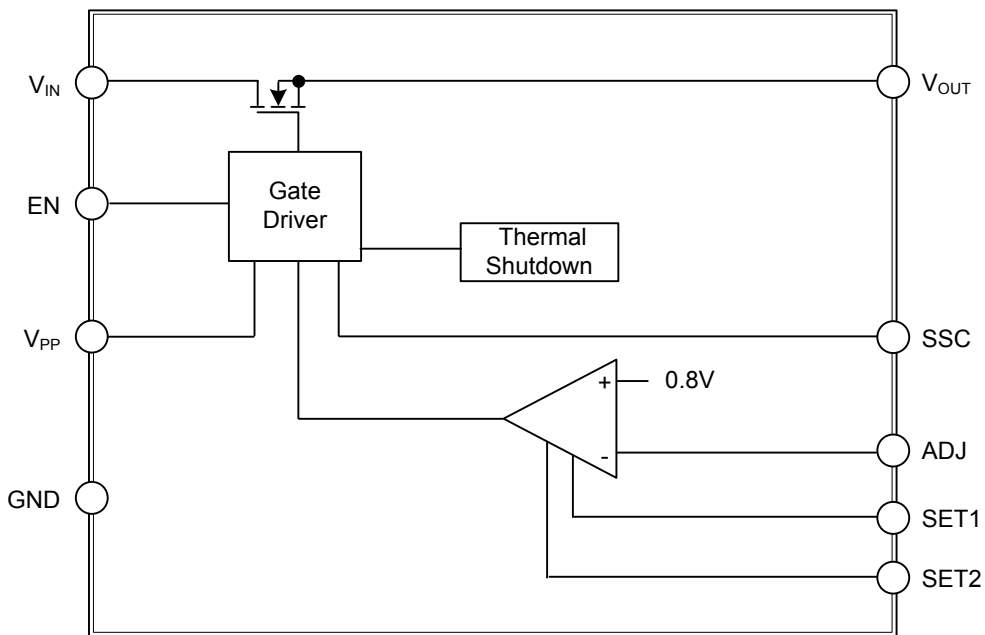 V_IN
V_OUT
Gate
Driver
EN
Thermal
Shutdown
V_PP
SSC
+
0.8V
-
ADJ
GND
SET1
SET2